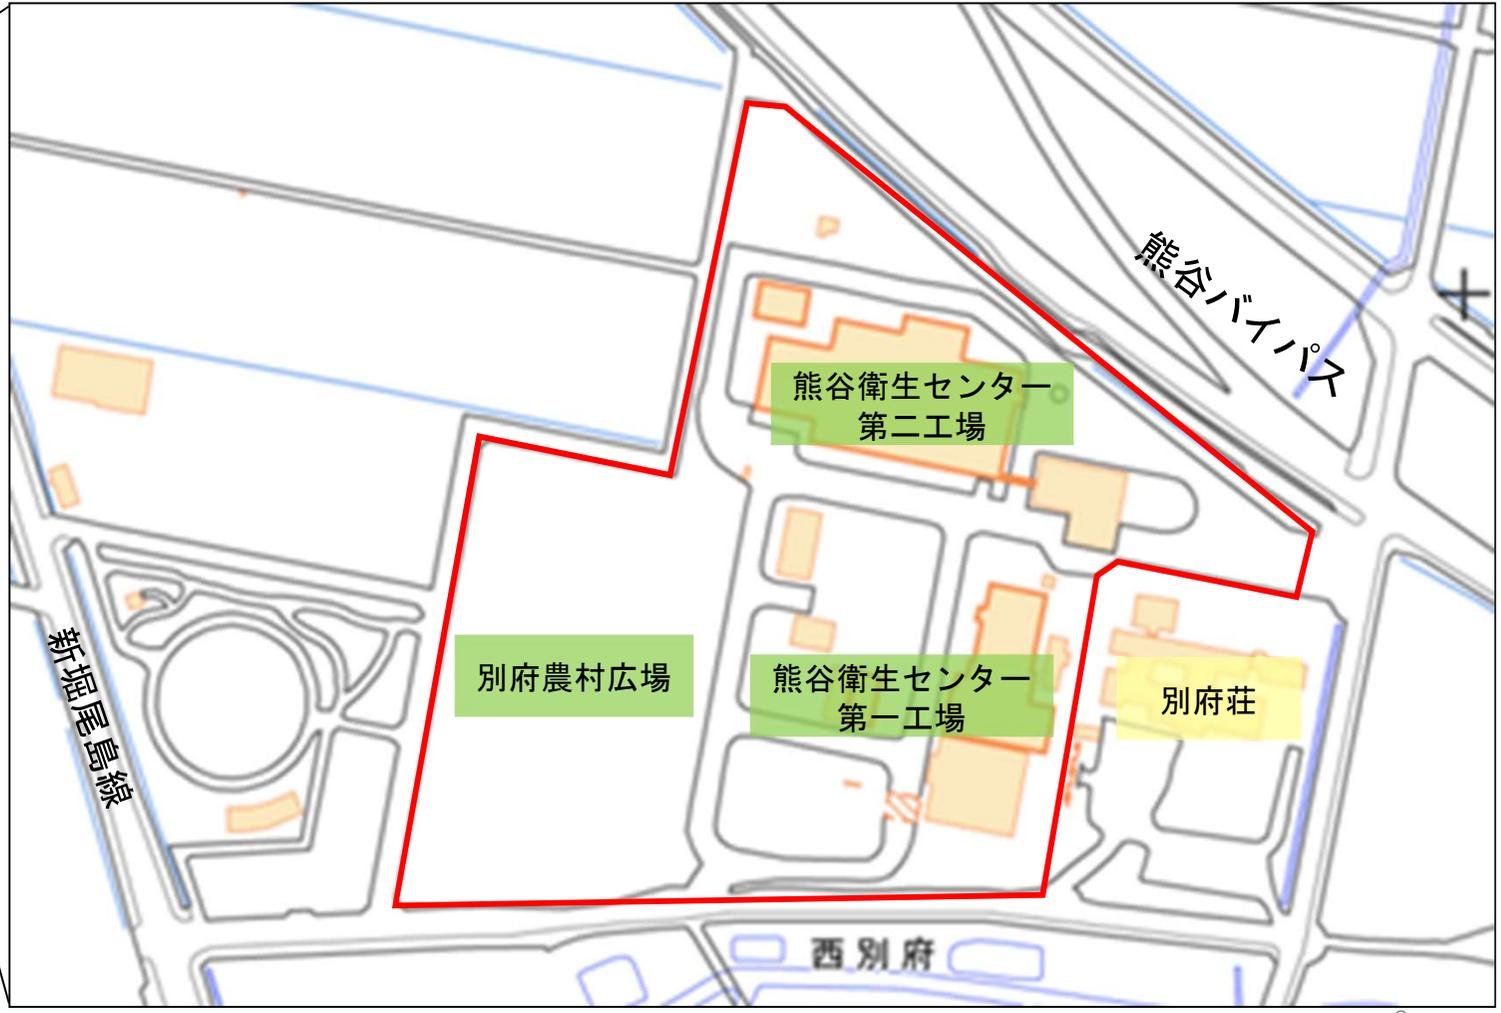 熊谷バイパス
熊谷衛生センター
第二工場
別府農村広場
熊谷衛生センター
第一工場
別府荘
新堀尾島線
西別府